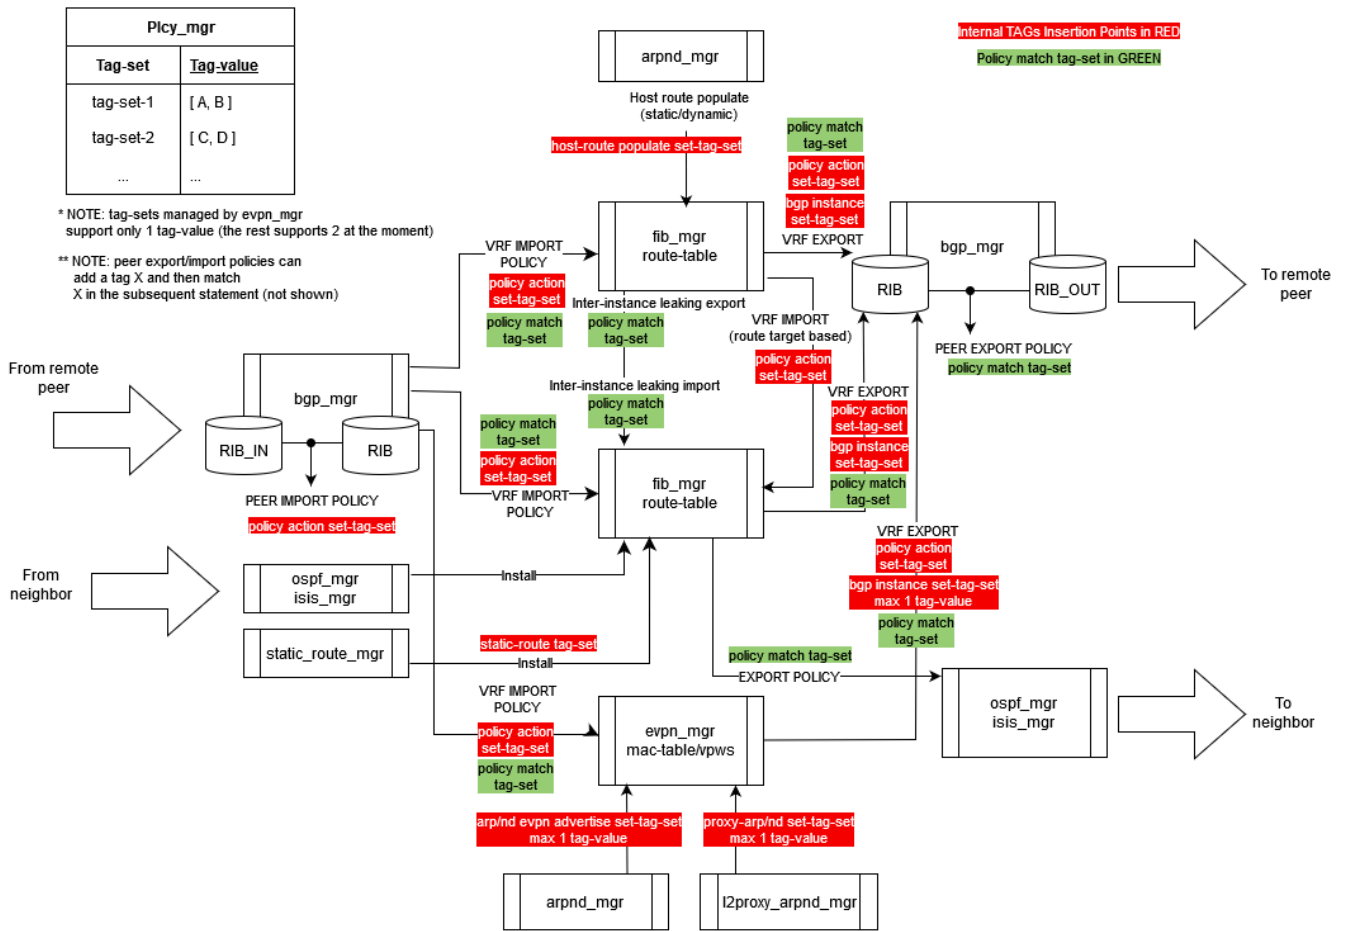 Plcy_mgr
Tag-set Tag-value
tag-set-1 [ A, B ]
tag-set-2 [ C, D ]
... ...
* NOTE: tag-sets managed by evpn_mgr
support only 1 tag-value (the rest supports 2 at the moment)
** NOTE: peer export/import policies can
add a tag X and then match
X in the subsequent statement (not shown)
Internal TAGs Insertion Points in RED
Policy match tag-set in GREEN
arpnd_mgr
Host route populate
(static/dynamic)
host-route populate set-tag-set
policy match
tag-set
policy action
set-tag-set
bgp instance
set-tag-set
VRF EXPORT
fib_mgr
route-table
VRF IMPORT
POLICY
policy action
set-tag-set
policy match
tag-set
Inter-instance leaking export
policy match
tag-set
VRF IMPORT
(route target based)
policy action
set-tag-set
bgp_mgr
RIB
RIB_OUT
To remote
peer
PEER EXPORT POLICY
policy match tag-set
From remote
peer
bgp_mgr
RIB_IN
RIB
PEER IMPORT POLICY
policy action set-tag-set
Inter-instance leaking import
policy match
tag-set
policy match
tag-set
policy action
set-tag-set
VRF IMPORT
POLICY
fib_mgr
route-table
VRF EXPORT
policy action
set-tag-set
bgp instance
set-tag-set
policy match
tag-set
From
neighbor
ospf_mgr
isis_mgr
Install
static_route_mgr
static-route tag-set
Install
VRF EXPORT
policy action
set-tag-set
bgp instance set-tag-set
max 1 tag-value
policy match
tag-set
policy match tag-set
EXPORT POLICY
ospf_mgr
isis_mgr
To
neighbor
VRF IMPORT
POLICY
policy action
set-tag-set
policy match
tag-set
evpn_mgr
mac-table/vpws
arp/nd evpn advertise set-tag-set
max 1 tag-value
proxy-arp/nd set-tag-set
max 1 tag-value
arpnd_mgr
l2proxy_arpnd_mgr